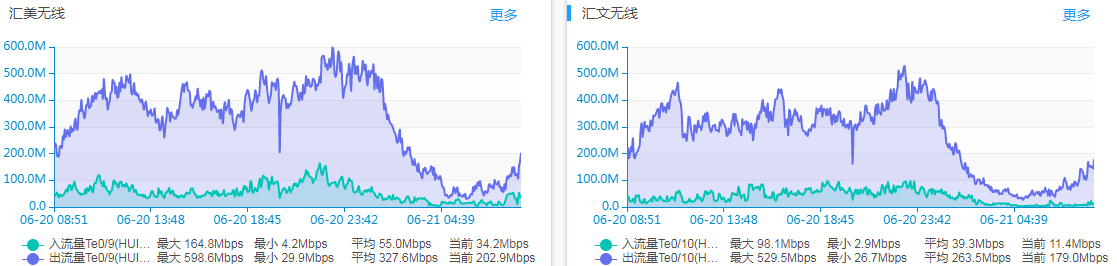 汇美无线 更多
600.0M
500.0M
400.0M
300.0M
200.0M
100.0M
0.0
06-20 08:51 06-20 13:48 06-20 18:45 06-20 23:42 06-21 04:39
入流量Te0/9(HUI... 最大 164.8Mbps 最小 4.2Mbps 平均 55.0Mbps 当前 34.2Mbps
出流量Te0/9(HUI... 最大 598.6Mbps 最小 29.9Mbps 平均 327.6Mbps 当前 202.9Mbps
汇文无线 更多
600.0M
500.0M
400.0M
300.0M
200.0M
100.0M
0.0
06-20 08:51 06-20 13:48 06-20 18:45 06-20 23:42 06-21 04:39
入流量Te0/10(H... 最大 98.1Mbps 最小 2.9Mbps 平均 39.3Mbps 当前 11.4Mbps
出流量Te0/10(H... 最大 529.5Mbps 最小 26.7Mbps 平均 263.5Mbps 当前 179.0Mbps